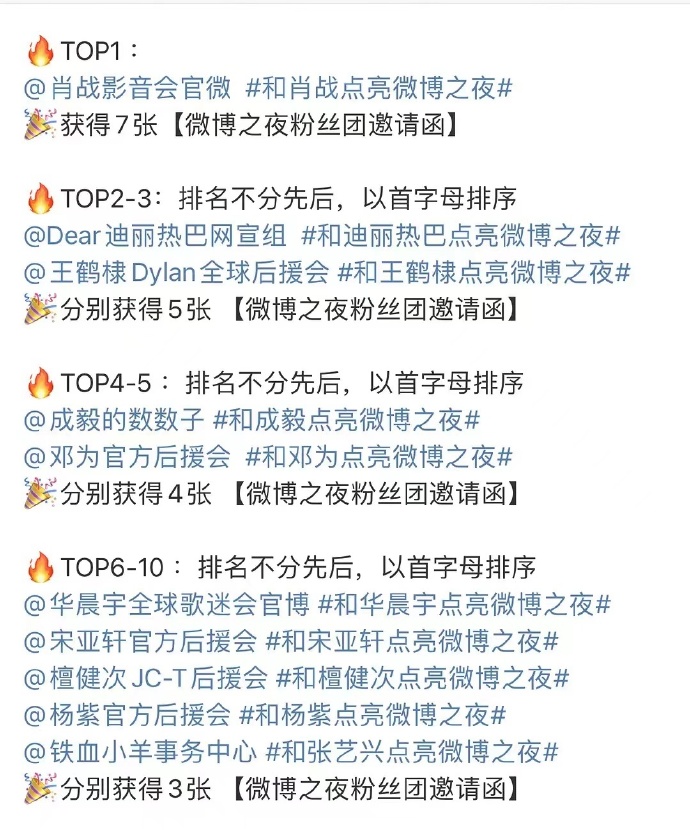 🔥TOP1：
@肖战影音会官微 #和肖战点亮微博之夜#
🎉获得7张【微博之夜粉丝团邀请函】
🔥TOP2-3：排名不分先后，以首字母排序
@Dear迪丽热巴网宣组 #和迪丽热巴点亮微博之夜#
@王鹤棣Dylan全球后援会 #和王鹤棣点亮微博之夜#
🎉分别获得5张 【微博之夜粉丝团邀请函】
🔥TOP4-5：排名不分先后，以首字母排序
@成毅的数数子 #和成毅点亮微博之夜#
@邓为官方后援会 #和邓为点亮微博之夜#
🎉分别获得4张 【微博之夜粉丝团邀请函】
🔥TOP6-10：排名不分先后，以首字母排序
@华晨宇全球歌迷会官博 #和华晨宇点亮微博之夜#
@宋亚轩官方后援会 #和宋亚轩点亮微博之夜#
@檀健次JC-T后援会 #和檀健次点亮微博之夜#
@杨紫官方后援会 #和杨紫点亮微博之夜#
@铁血小羊事务中心 #和张艺兴点亮微博之夜#
🎉分别获得3张 【微博之夜粉丝团邀请函】